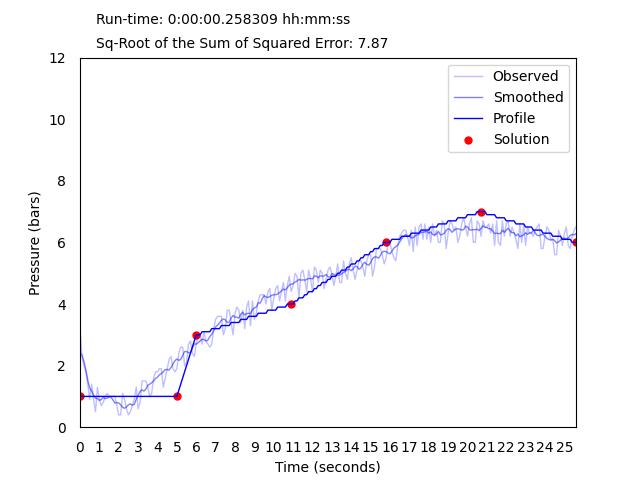 Run-time: 0:00:00.258309 hh:mm:ss
Sq-Root of the Sum of Squared Error: 7.87
12
10
8
6
4
2
0
Pressure (bars)
Observed
Smoothed
Profile
Solution
0 1 2 3 4 5 6 7 8 9 10 11 12 13 14 15 16 17 18 19 20 21 22 23 24 25
Time (seconds)